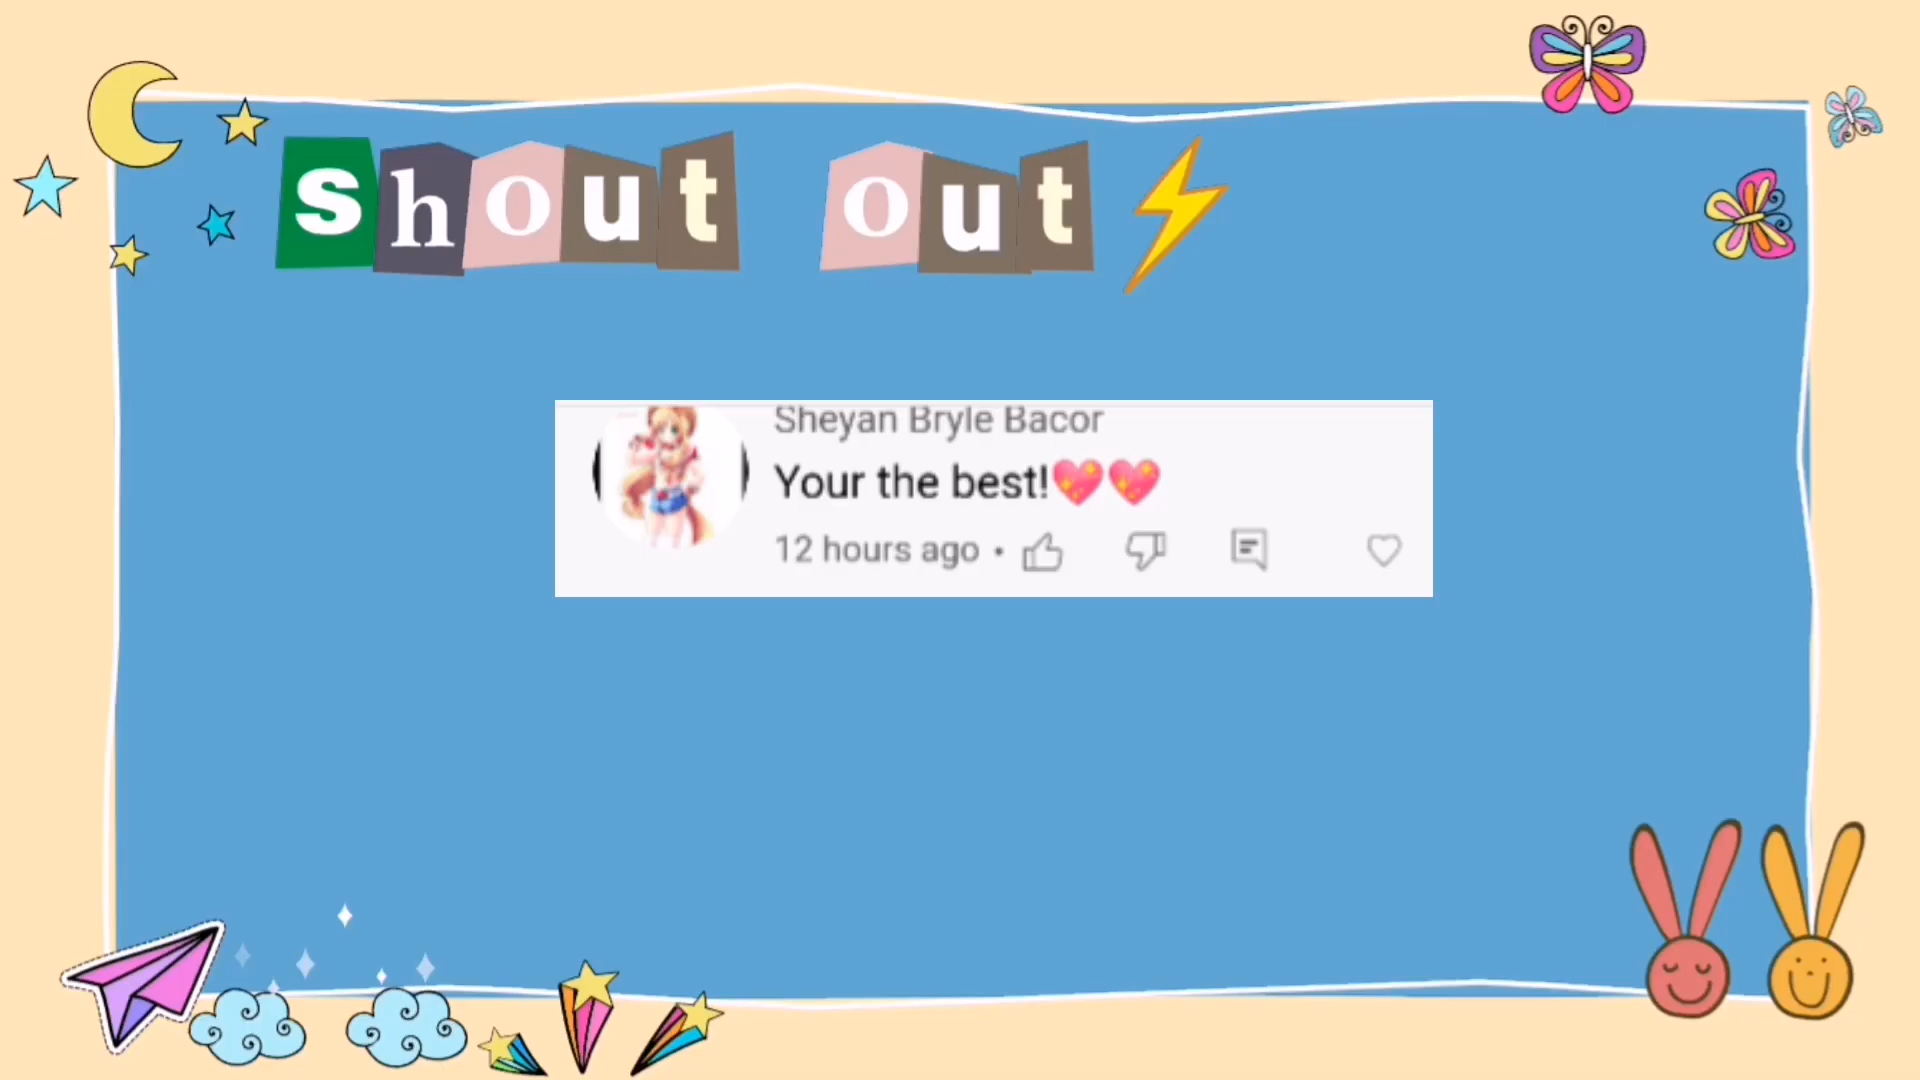 shout out⚡
Sheyan Bryle Bacor
Your the best!💖💖
12 hours ago •